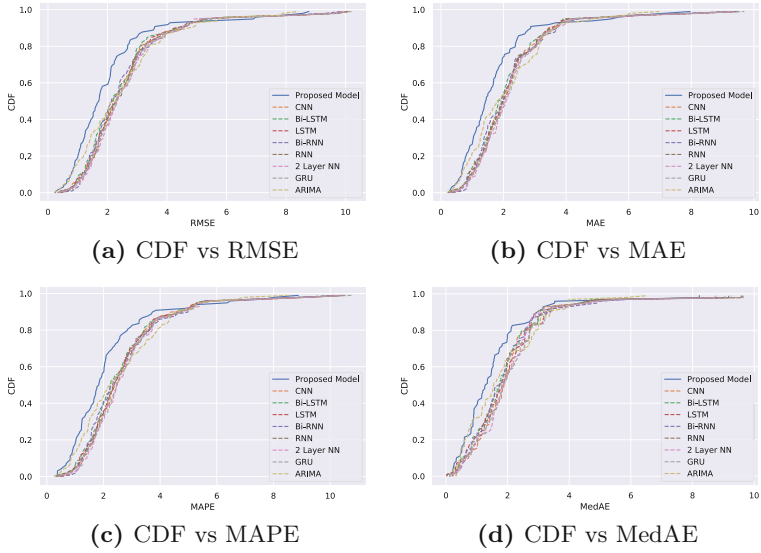 1.0
0.8
0.6
0.4
0.2
0.0
CDF
0 2 4 6 8 10
RMSE
Proposed Model
CNN
Bi-LSTM
LSTM
Bi-RNN
RNN
2 Layer NN
GRU
ARIMA
(a) CDF vs RMSE
1.0
0.8
0.6
0.4
0.2
0.0
CDF
0 2 4 6 8 10
MAE
Proposed Model
CNN
Bi-LSTM
LSTM
Bi-RNN
RNN
2 Layer NN
GRU
ARIMA
(b) CDF vs MAE
1.0
0.8
0.6
0.4
0.2
0.0
CDF
0 2 4 6 8 10
MAPE
Proposed Model
CNN
Bi-LSTM
LSTM
Bi-RNN
RNN
2 Layer NN
GRU
ARIMA
(c) CDF vs MAPE
1.0
0.8
0.6
0.4
0.2
0.0
CDF
0 2 4 6 8 10
MedAE
Proposed Model
CNN
Bi-LSTM
LSTM
Bi-RNN
RNN
2 Layer NN
GRU
ARIMA
(d) CDF vs MedAE